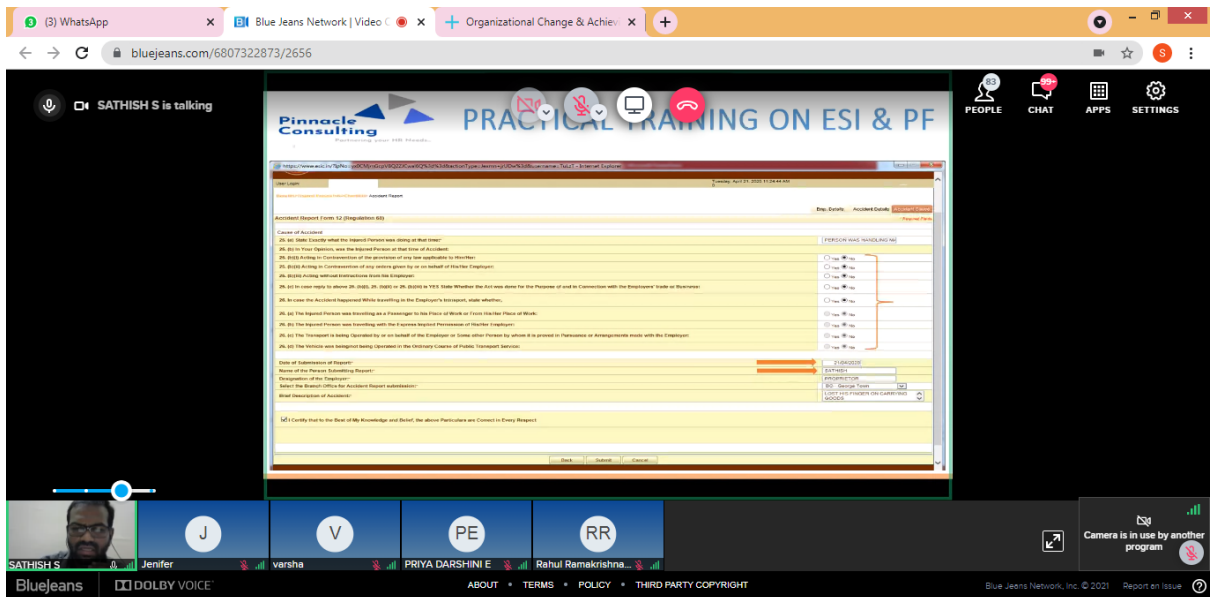 (3) WhatsApp
Blue Jeans Network | Video C
Organizational Change & Achiev
bluejeans.com/6807322873/2656
S
SATHISH S is talking
83
PEOPLE
99+
CHAT
APPS
SETTINGS
Pinnacle
Consulting
Partnering your HR Needs..
PRACTICAL TRAINING ON ESI & PF
User Login:
Tuesday, April 21, 2020 11:24:44 AM
Accident Report
Emp. Details Accident Details
Accident Report Form 12 (Regulation 68)
Cause of Accident
25. (a) State Exactly what the Injured Person was doing at that time:*
PERSON WAS HANDLING
25. (b) In Your Opinion, was the Injured Person at that time of Accident:
25. (b)(i) Acting in Contravention of the provision of any law applicable to Him/Her:
Yes No
25. (b)(ii) Acting in Contravention of any orders given by or on behalf of His/Her Employer:
Yes No
25. (b)(iii) Acting without Instructions from his Employer:
Yes No
25. (c) In case reply to above 25. (b)(i), 25. (b)(ii) or 25. (b)(iii) is YES State Whether the Act was done for the Purpose of and in Connection with the Employers' trade or Business:
Yes No
26. In case the Accident happened While travelling in the Employer's transport, state whether,
Yes No
26. (a) The Injured Person was travelling as a Passenger to his Place of Work or From His/Her Place of Work:
Yes No
26. (b) The Injured Person was travelling with the Express Implicit Permission of His/Her Employer:
Yes No
26. (c) The Transport is being Operated by or on behalf of the Employer or Some other Person by whom it is proved in Pursuance or Arrangements made with the Employer:
Yes No
26. (d) The Vehicle was being/not being Operated in the Ordinary Course of Public Transport Service:
Yes No
Date of Submission of Report:*
21/04/2020
Name of the Person Submitting Report:*
SATHISH
Designation of the Employer:*
PROPRIETOR
Select the Branch Office for Accident Report submission:*
BO - George Town
Brief Description of Accident:*
LOST HIS FINGER ON CARRYING
GOODS
I Certify that to the Best of My Knowledge and Belief, the above Particulars are Correct in Every Respect
Back Submit Cancel
SATHISH S
J
Jenifer
V
varsha
PE
PRIYA DARSHINI E
RR
Rahul Ramakrishna...
Camera is in use by another
program
BlueJeans
DOLBY VOICE
ABOUT • TERMS • POLICY • THIRD PARTY COPYRIGHT
Blue Jeans Network, Inc. © 2021 Report an Issue ?